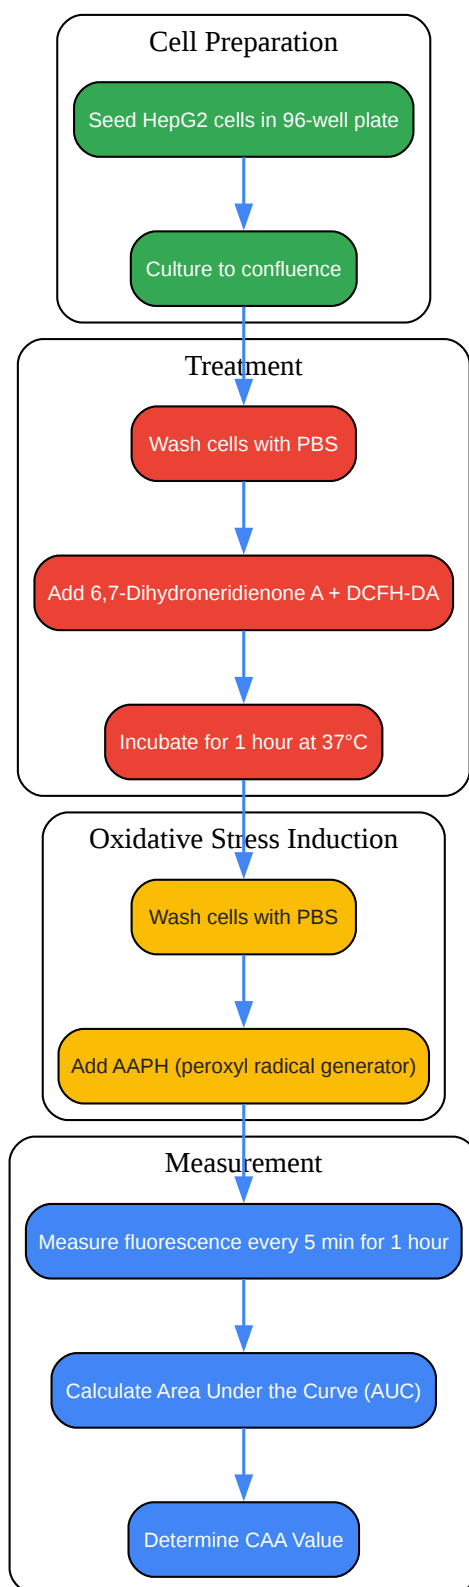 Cell Preparation
Seed HepG2 cells in 96-well plate
Culture to confluence
Treatment
Wash cells with PBS
Add 6,7-Dihydroneridienone A + DCFH-DA
Incubate for 1 hour at 37°C
Oxidative Stress Induction
Wash cells with PBS
Add AAPH (peroxyl radical generator)
Measurement
Measure fluorescence every 5 min for 1 hour
Calculate Area Under the Curve (AUC)
Determine CAA Value